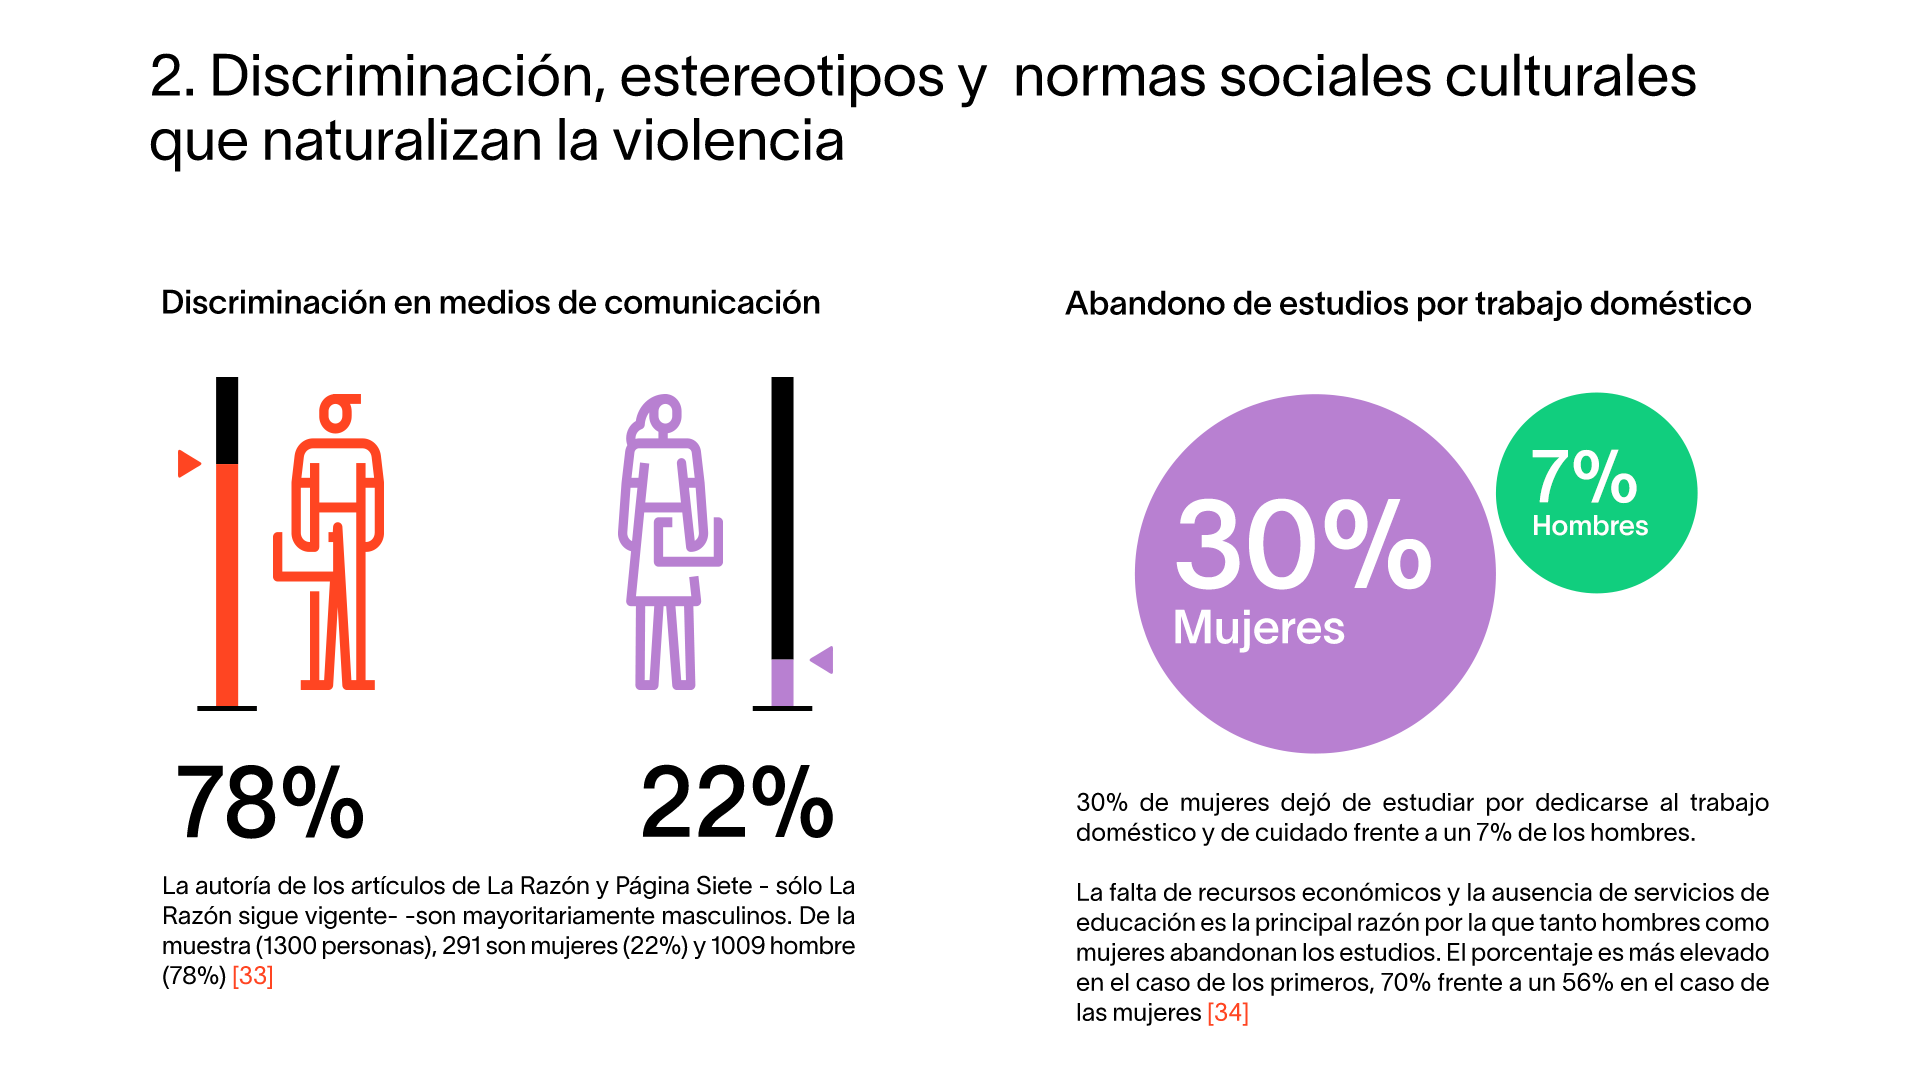 2. Discriminación, estereotipos y  normas sociales culturales
que naturalizan la violencia
Discriminación en medios de comunicación
78%
22%
La autoría de los artículos de La Razón y Página Siete - sólo La
Razón sigue vigente- -son mayoritariamente masculinos. De la
muestra (1300 personas), 291 son mujeres (22%) y 1009 hombre
(78%) [33]
Abandono de estudios por trabajo doméstico
30%
Mujeres
7%
Hombres
30% de mujeres dejó de estudiar por dedicarse al trabajo
doméstico y de cuidado frente a un 7% de los hombres.
La falta de recursos económicos y la ausencia de servicios de
educación es la principal razón por la que tanto hombres como
mujeres abandonan los estudios. El porcentaje es más elevado
en el caso de los primeros, 70% frente a un 56% en el caso de
las mujeres [34]